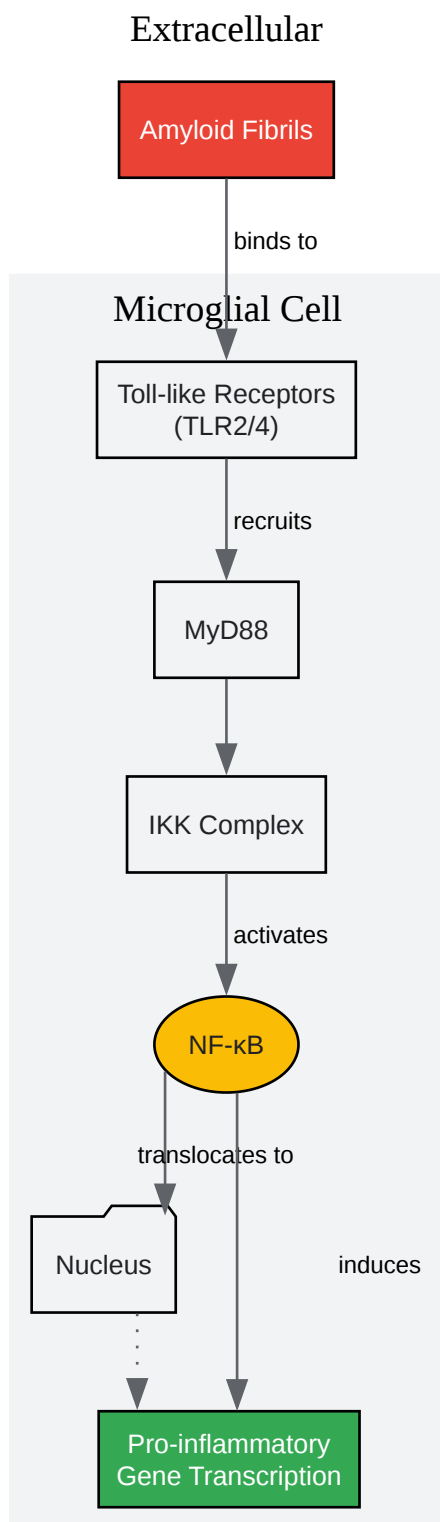 Extracellular
Amyloid Fibrils
binds to
Microglial Cell
Toll-like Receptors
(TLR2/4)
recruits
MyD88
IKK Complex
activates
NF-κB
translocates to
Nucleus
induces
Pro-inflammatory
Gene Transcription